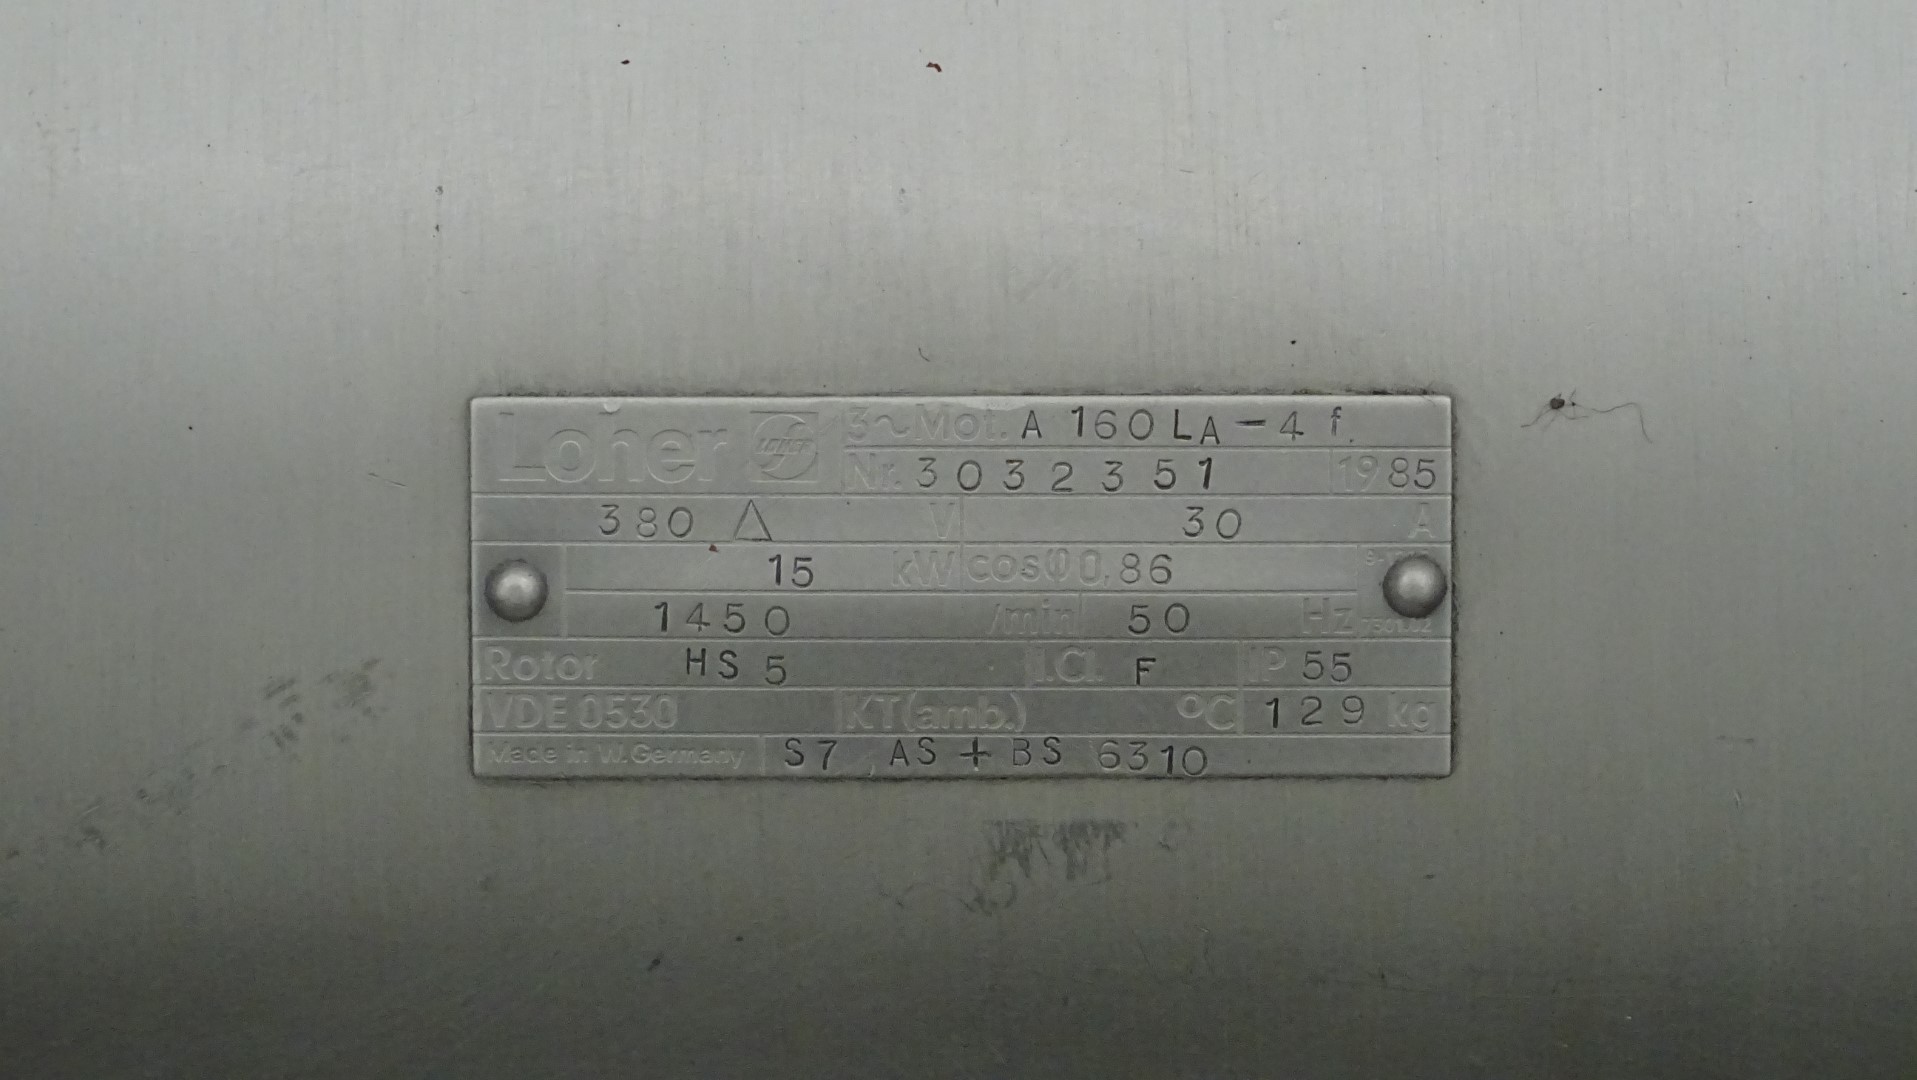 Loher LOHER 3~Mot. A 160 LA-4 f.
Nr. 3032351 1985
380 Δ V 30 A
15 kW cosφ 0,86
1450 /min 50 Hz
Rotor HS 5 I.Cl. F IP 55
VDE 0530 KT(amb.) °C 129 kg
Made in W.Germany S7 AS + BS 6310